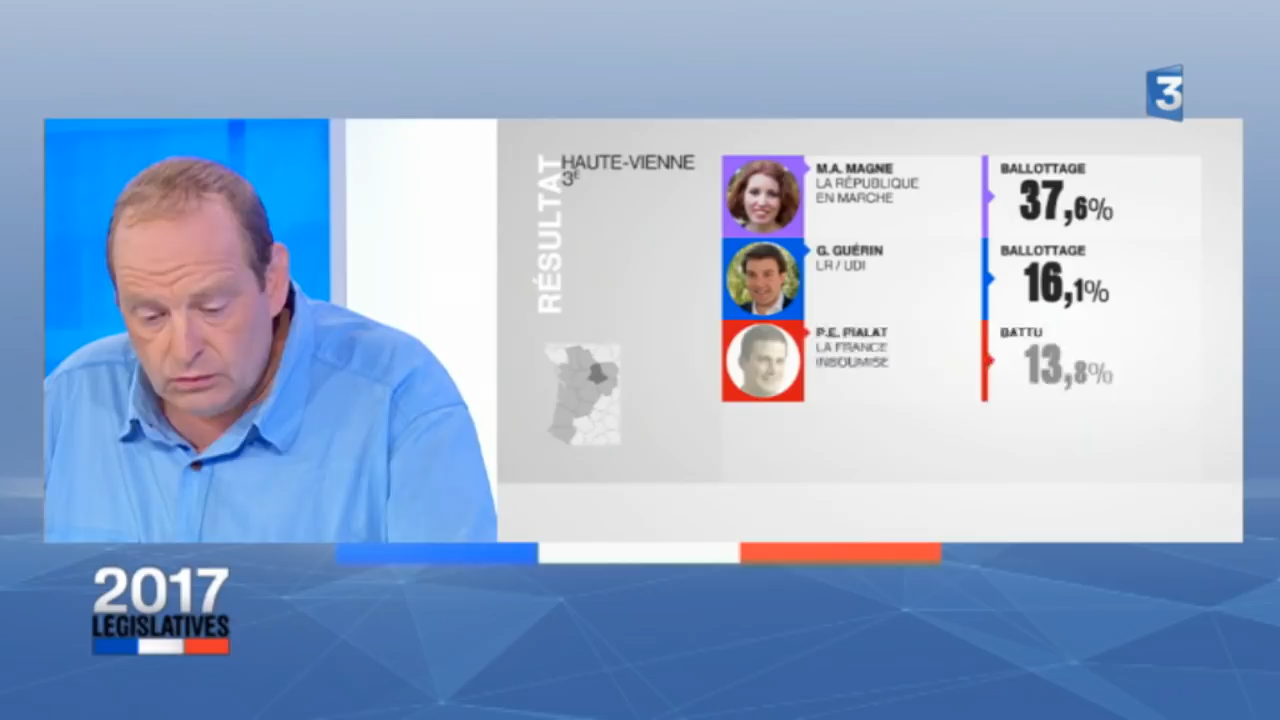 3
RÉSULTAT
HAUTE-VIENNE
3E
M.A. MAGNE
LA RÉPUBLIQUE
EN MARCHE
BALLOTTAGE
37,6%
G. GUÉRIN
LR / UDI
BALLOTTAGE
16,1%
P.E. PIALAT
LA FRANCE
INSOUMISE
BATTU
13,8%
2017
LEGISLATIVES